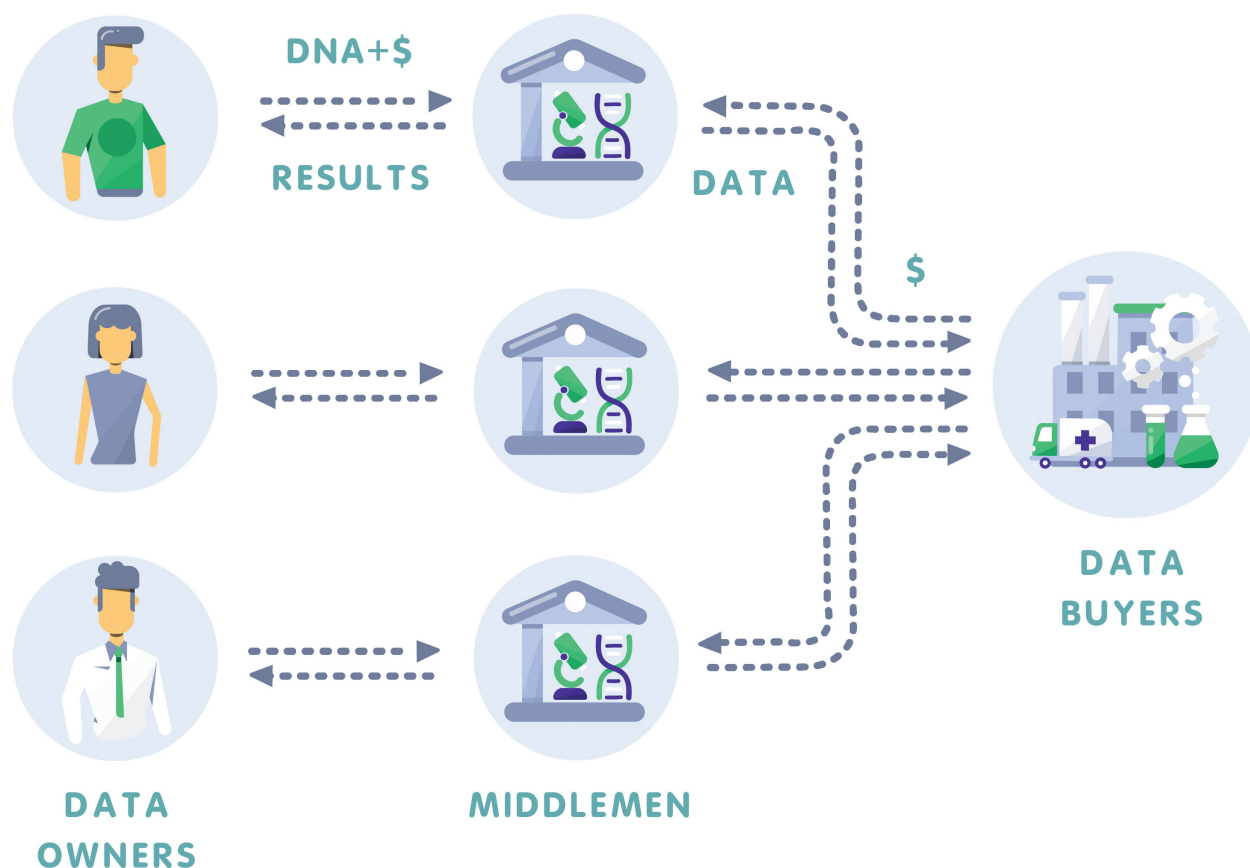 DNA+$
RESULTS
DATA
$
DATA
BUYERS
DATA
OWNERS
MIDDLEMEN